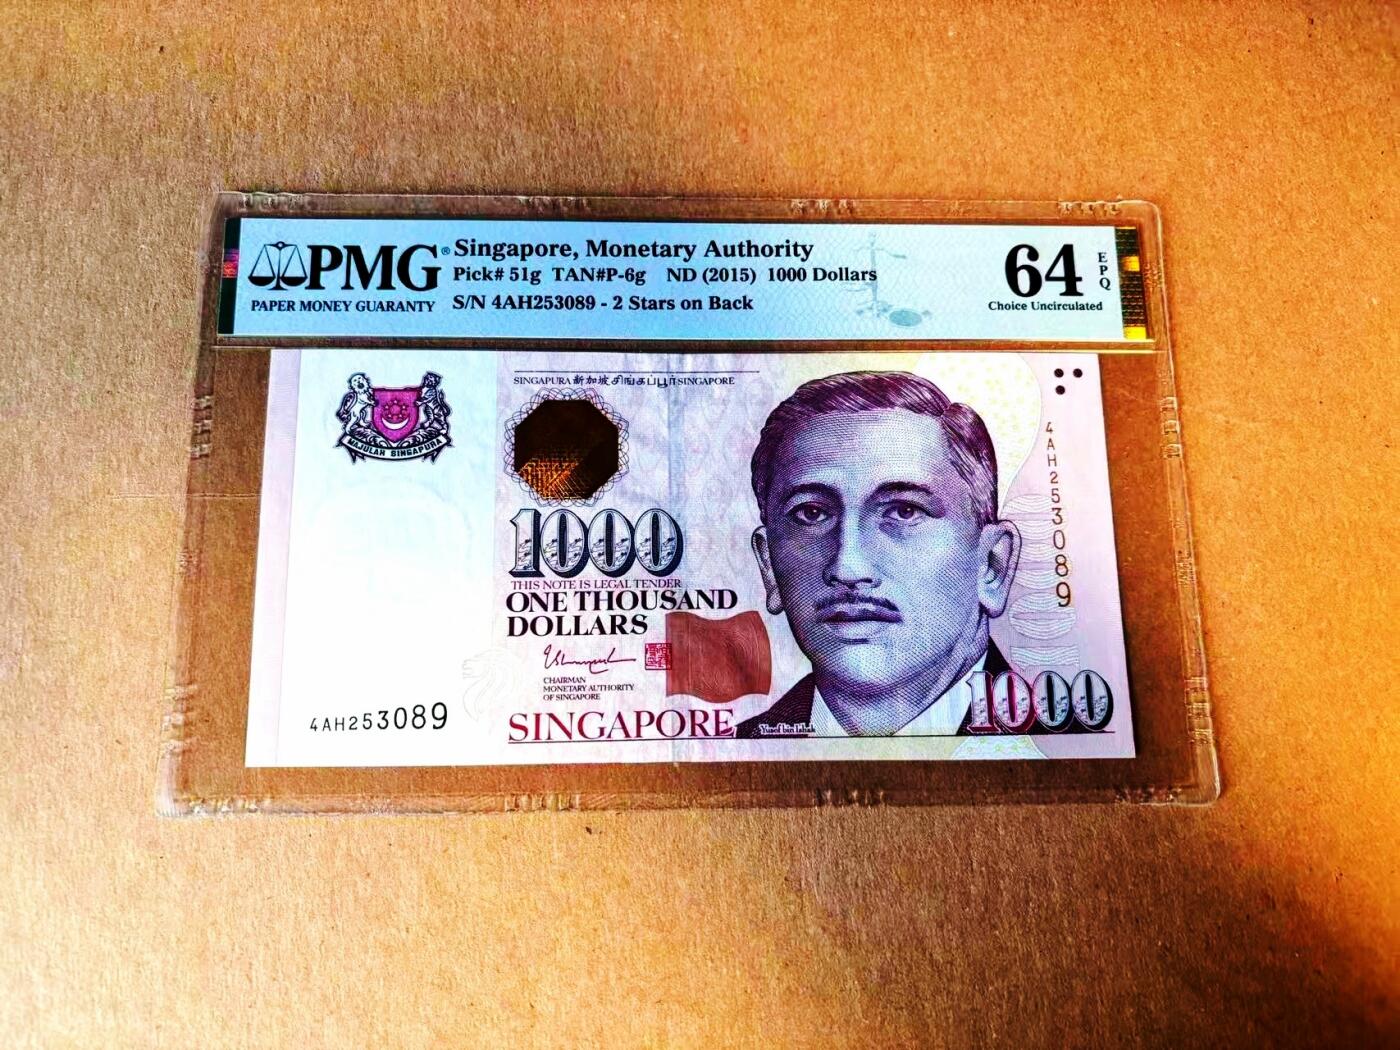 PMG®
PAPER MONEY GUARANTY
Singapore, Monetary Authority
Pick# 51g TAN#P-6g ND (2015) 1000 Dollars
S/N 4AH253089 - 2 Stars on Back
64
EPQ
Choice Uncirculated
MAJULAH SINGAPURA
SINGAPURA 新加坡 சிங்கப்பூர் SINGAPORE
1000
THIS NOTE IS LEGAL TENDER
ONE THOUSAND
DOLLARS
CHAIRMAN
MONETARY AUTHORITY
OF SINGAPORE
SINGAPORE
4AH253089
Yusof bin Ishak
4AH253089
1000